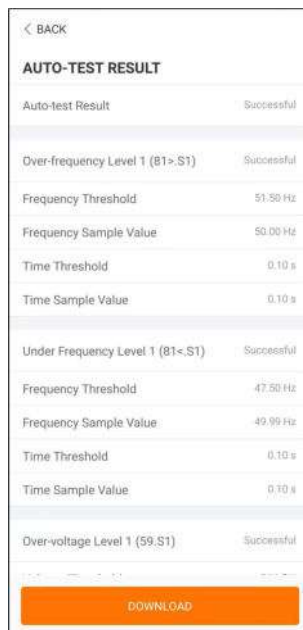 < BACK
AUTO-TEST RESULT
Auto-test Result Successful
Over-frequency Level 1 (81>.S1) Successful
Frequency Threshold 51.50 Hz
Frequency Sample Value 50.00 Hz
Time Threshold 0.10 s
Time Sample Value 0.10 s
Under Frequency Level 1 (81<.S1) Successful
Frequency Threshold 47.50 Hz
Frequency Sample Value 49.99 Hz
Time Threshold 0.10 s
Time Sample Value 0.10 s
Over-voltage Level 1 (59.S1) Successful
DOWNLOAD